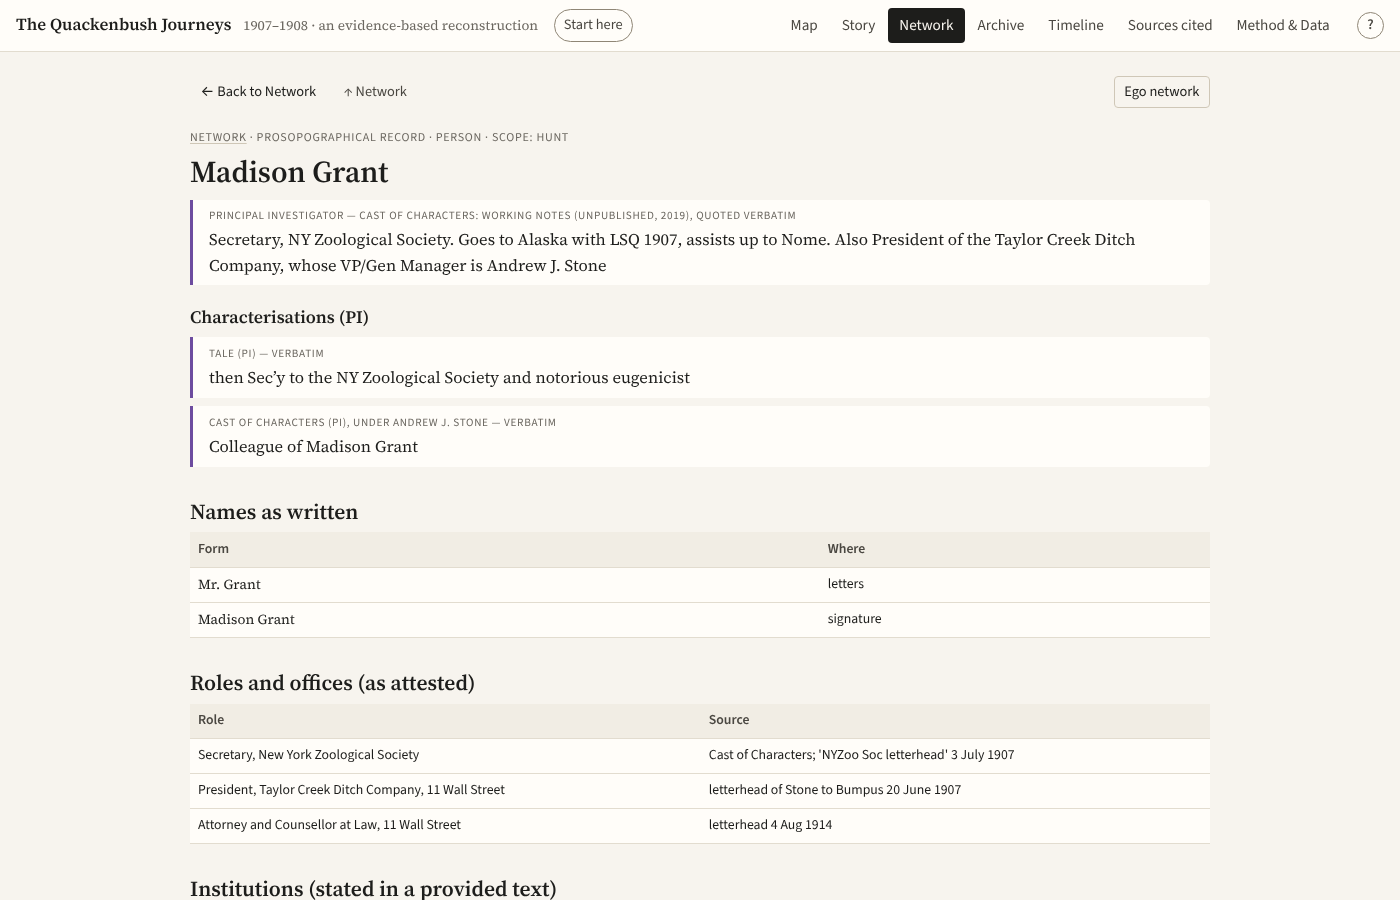 The Quackenbush Journeys 1907–1908 · an evidence-based reconstruction Start here Map Story Network Archive Timeline Sources cited Method & Data ?
← Back to Network ↑ Network Ego network
NETWORK · PROSOPOGRAPHICAL RECORD · PERSON · SCOPE: HUNT
Madison Grant
PRINCIPAL INVESTIGATOR — CAST OF CHARACTERS: WORKING NOTES (UNPUBLISHED, 2019), QUOTED VERBATIM
Secretary, NY Zoological Society. Goes to Alaska with LSQ 1907, assists up to Nome. Also President of the Taylor Creek Ditch
Company, whose VP/Gen Manager is Andrew J. Stone
Characterisations (PI)
TALE (PI) — VERBATIM
then Sec’y to the NY Zoological Society and notorious eugenicist
CAST OF CHARACTERS (PI), UNDER ANDREW J. STONE — VERBATIM
Colleague of Madison Grant
Names as written
Form Where
Mr. Grant letters
Madison Grant signature
Roles and offices (as attested)
Role Source
Secretary, New York Zoological Society Cast of Characters; 'NYZoo Soc letterhead' 3 July 1907
President, Taylor Creek Ditch Company, 11 Wall Street letterhead of Stone to Bumpus 20 June 1907
Attorney and Counsellor at Law, 11 Wall Street letterhead 4 Aug 1914
Institutions (stated in a provided text)